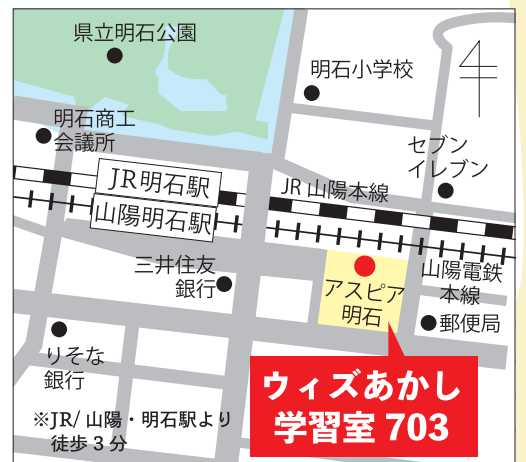 県立明石公園
明石小学校
明石商工
会議所
セブン
イレブン
JR明石駅
JR 山陽本線
山陽明石駅
三井住友
銀行
山陽電鉄
本線
アスピア
明石
郵便局
りそな
銀行
ウィズあかし
学習室 703
※JR/ 山陽・明石駅より
徒歩 3 分